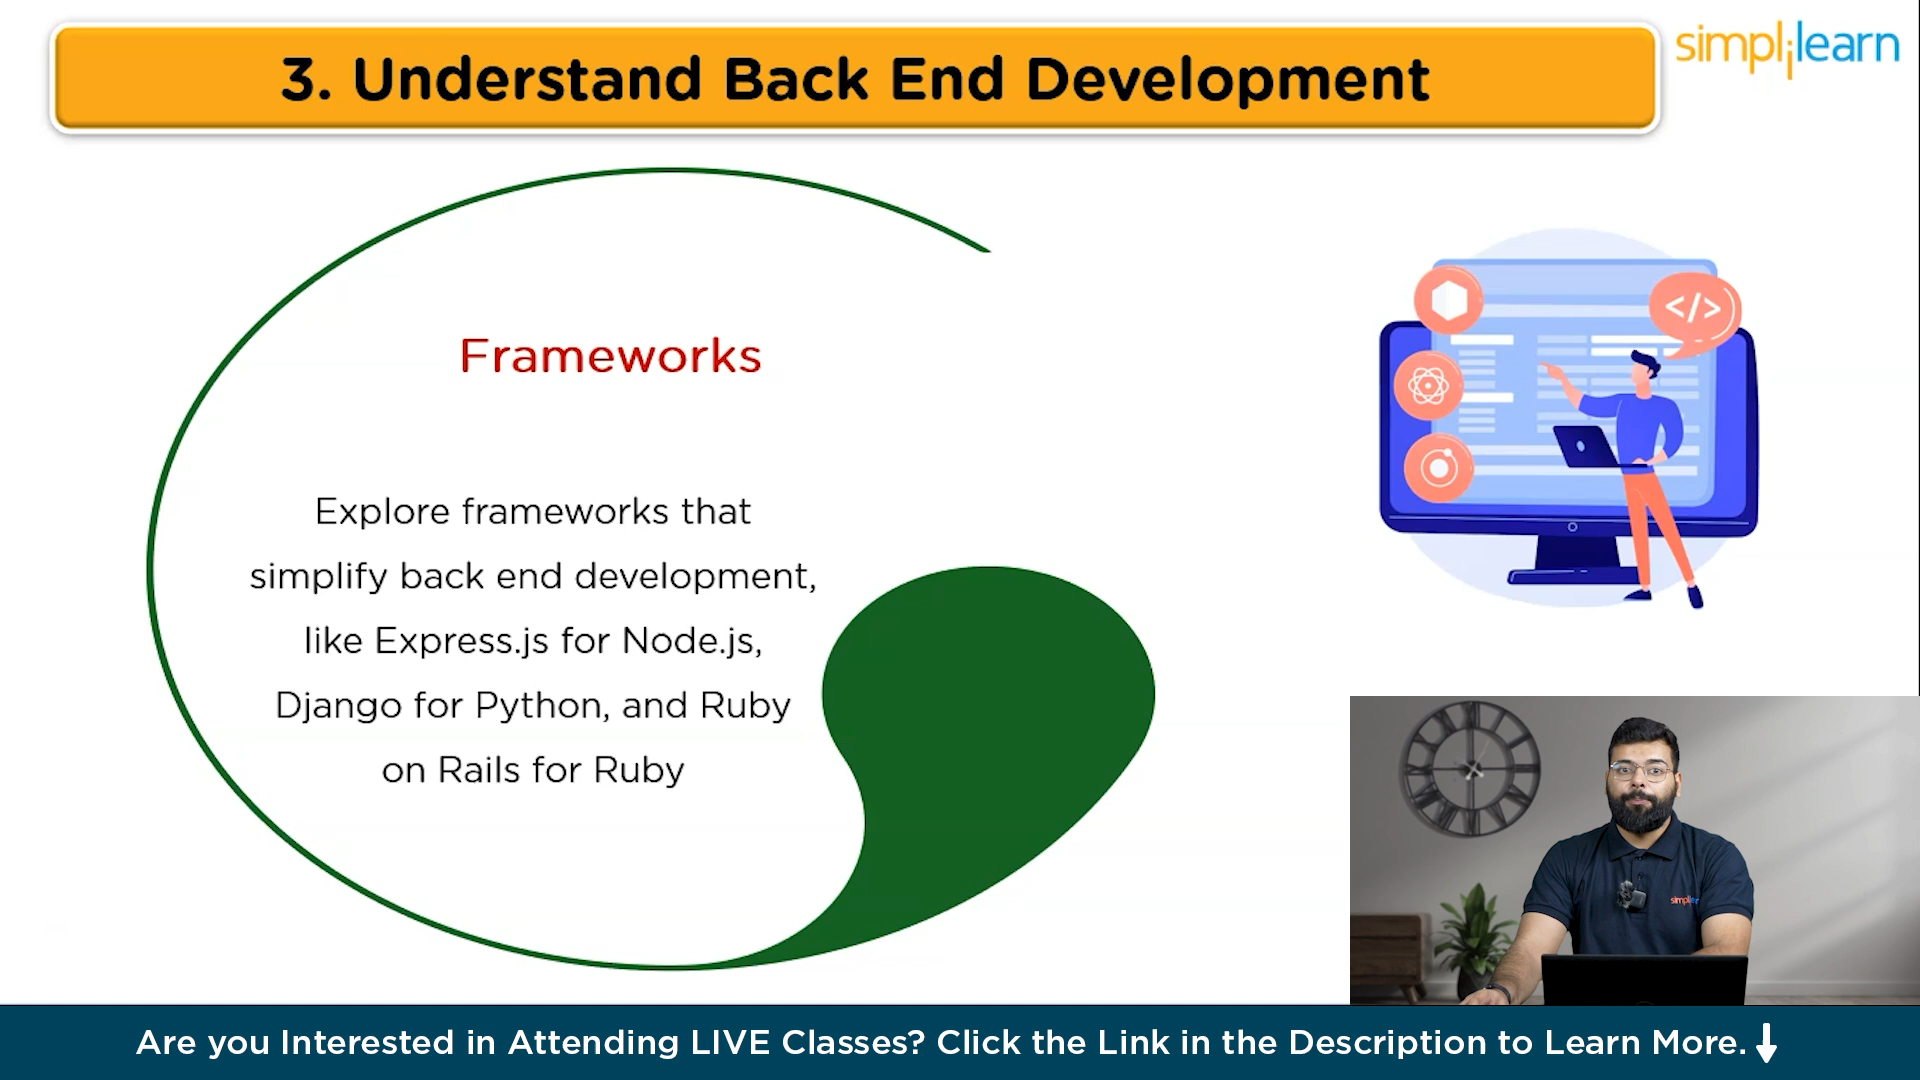 3. Understand Back End Development
simplilearn
Frameworks
Explore frameworks that
simplify back end development,
like Express.js for Node.js,
Django for Python, and Ruby
on Rails for Ruby
</>
Are you Interested in Attending LIVE Classes? Click the Link in the Description to Learn More.